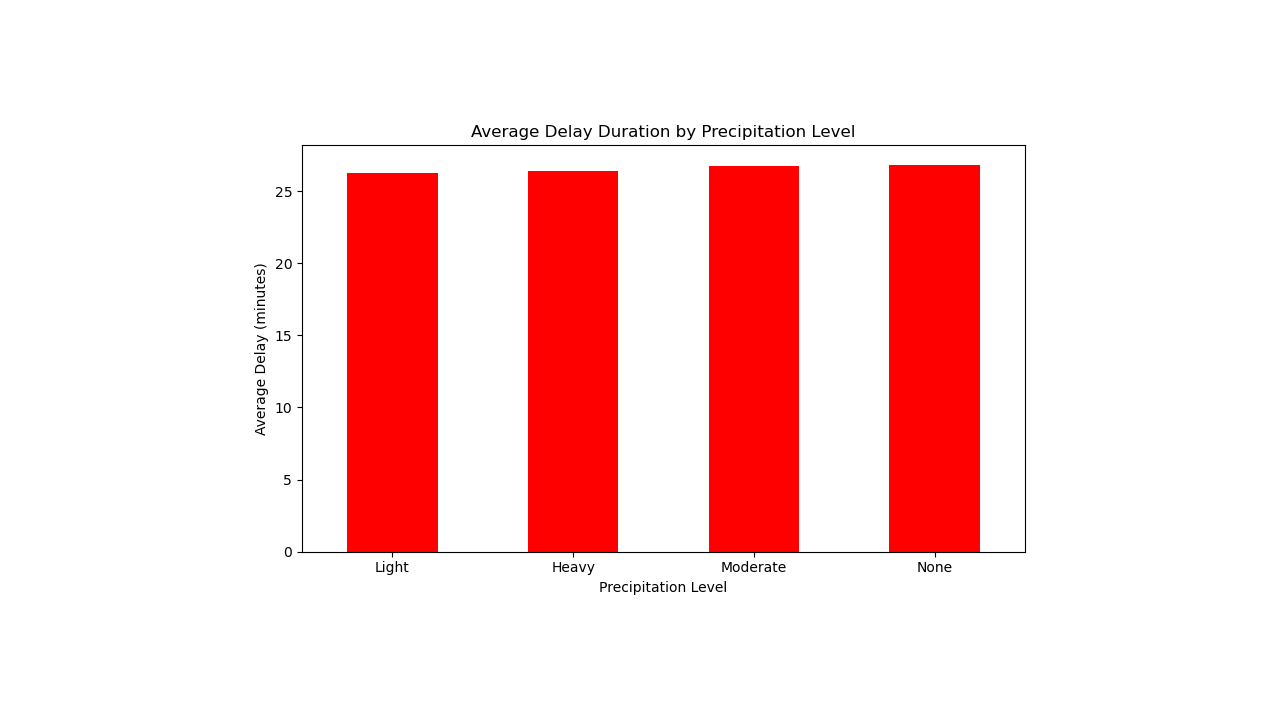 Average Delay Duration by Precipitation Level
Average Delay (minutes)
25
20
15
10
5
0
Light Heavy Moderate None
Precipitation Level